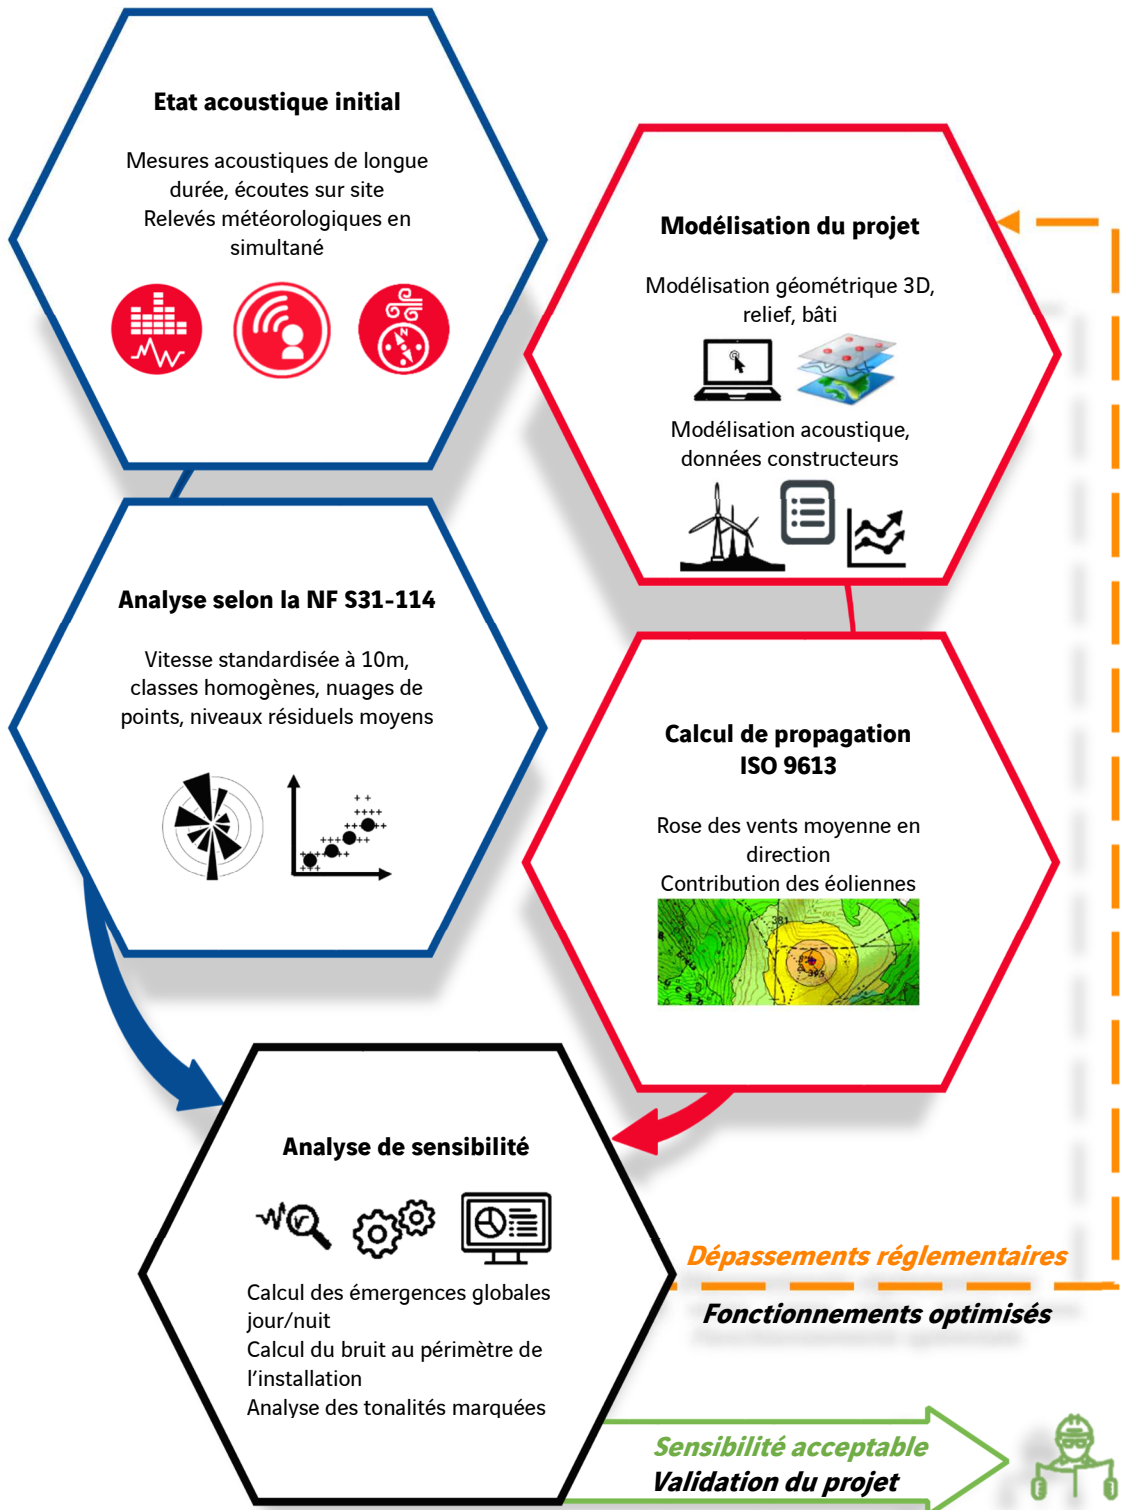 Etat acoustique initial
Mesures acoustiques de longue
durée, écoutes sur site
Relevés météorologiques en
simultané
N
Analyse selon la NF S31-114
Vitesse standardisée à 10m,
classes homogènes, nuages de
points, niveaux résiduels moyens
Modélisation du projet
Modélisation géométrique 3D,
relief, bâti
Modélisation acoustique,
données constructeurs
Calcul de propagation
ISO 9613
Rose des vents moyenne en
direction
Contribution des éoliennes
381
395
Analyse de sensibilité
Calcul des émergences globales
jour/nuit
Calcul du bruit au périmètre de
l'installation
Analyse des tonalités marquées
Dépassements réglementaires
Fonctionnements optimisés
Sensibilité acceptable
Validation du projet